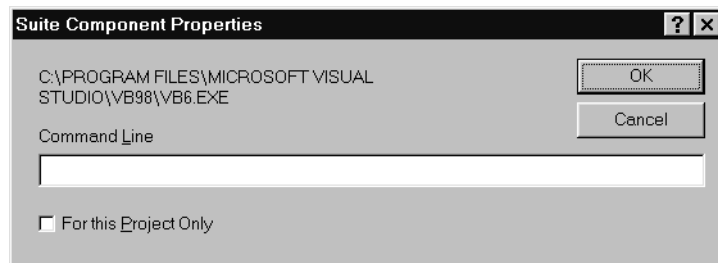 Suite Component Properties
C:\PROGRAM FILES\MICROSOFT VISUAL
STUDIO\VB98\VB6.EXE
OK
Cancel
Command Line
For this Project Only